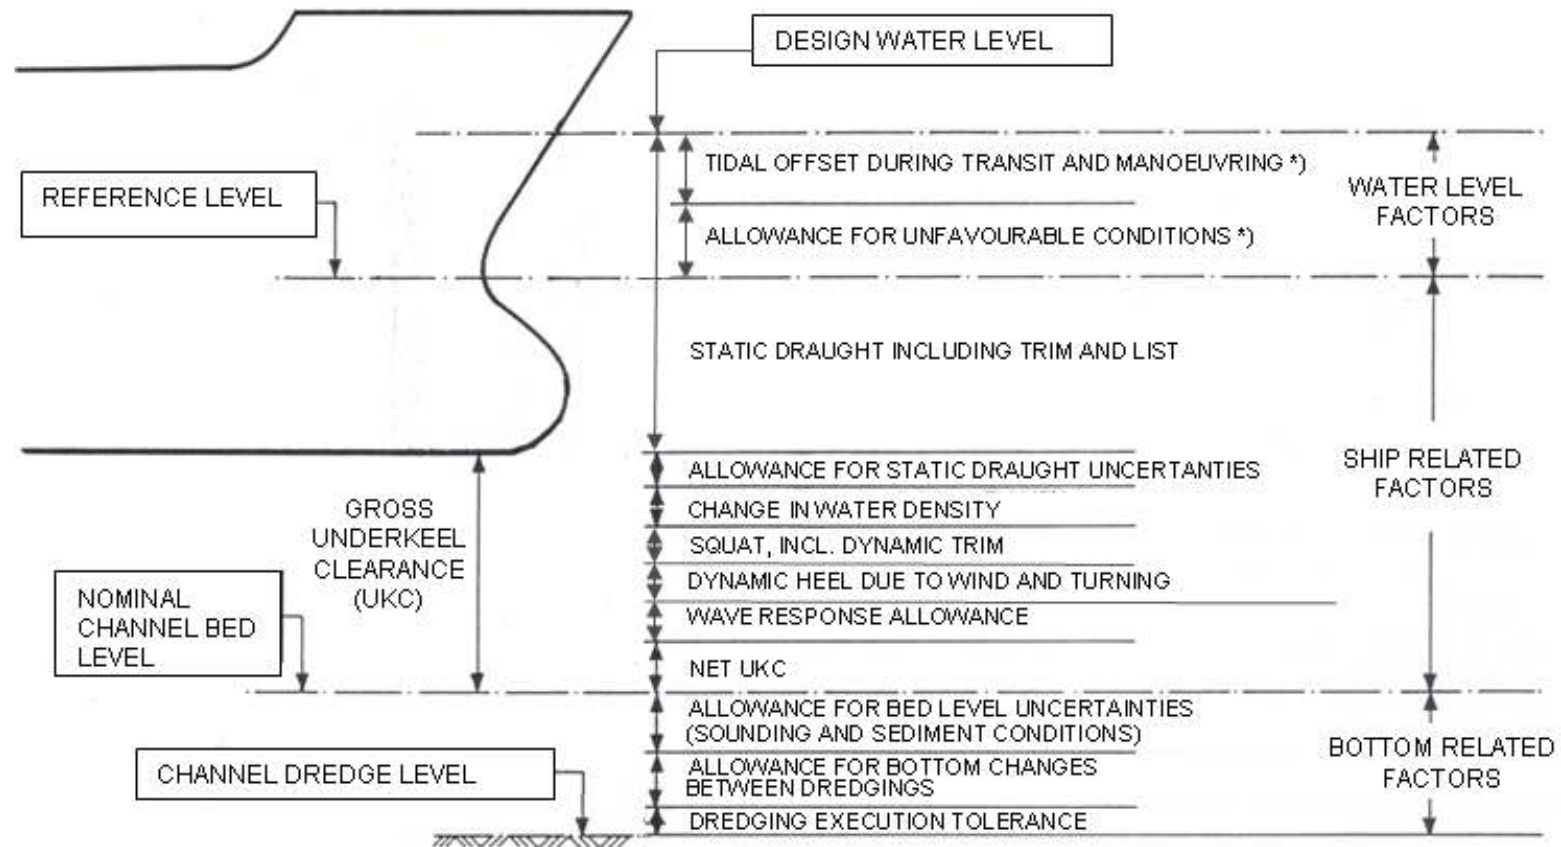 DESIGN WATER LEVEL
TIDAL OFFSET DURING TRANSIT AND MANOEUVRING *)
REFERENCE LEVEL
WATER LEVEL
FACTORS
ALLOWANCE FOR UNFAVOURABLE CONDITIONS *)
STATIC DRAUGHT INCLUDING TRIM AND LIST
ALLOWANCE FOR STATIC DRAUGHT UNCERTANTIES
SHIP RELATED
FACTORS
CHANGE IN WATER DENSITY
GROSS
UNDERKEEL
CLEARANCE
(UKC)
SQUAT, INCL. DYNAMIC TRIM
DYNAMIC HEEL DUE TO WIND AND TURNING
NOMINAL
CHANNEL BED
LEVEL
WAVE RESPONSE ALLOWANCE
NET UKC
ALLOWANCE FOR BED LEVEL UNCERTAINTIES
(SOUNDING AND SEDIMENT CONDITIONS)
BOTTOM RELATED
FACTORS
CHANNEL DREDGE LEVEL
ALLOWANCE FOR BOTTOM CHANGES
BETWEEN DREDGINGS
DREDGING EXECUTION TOLERANCE